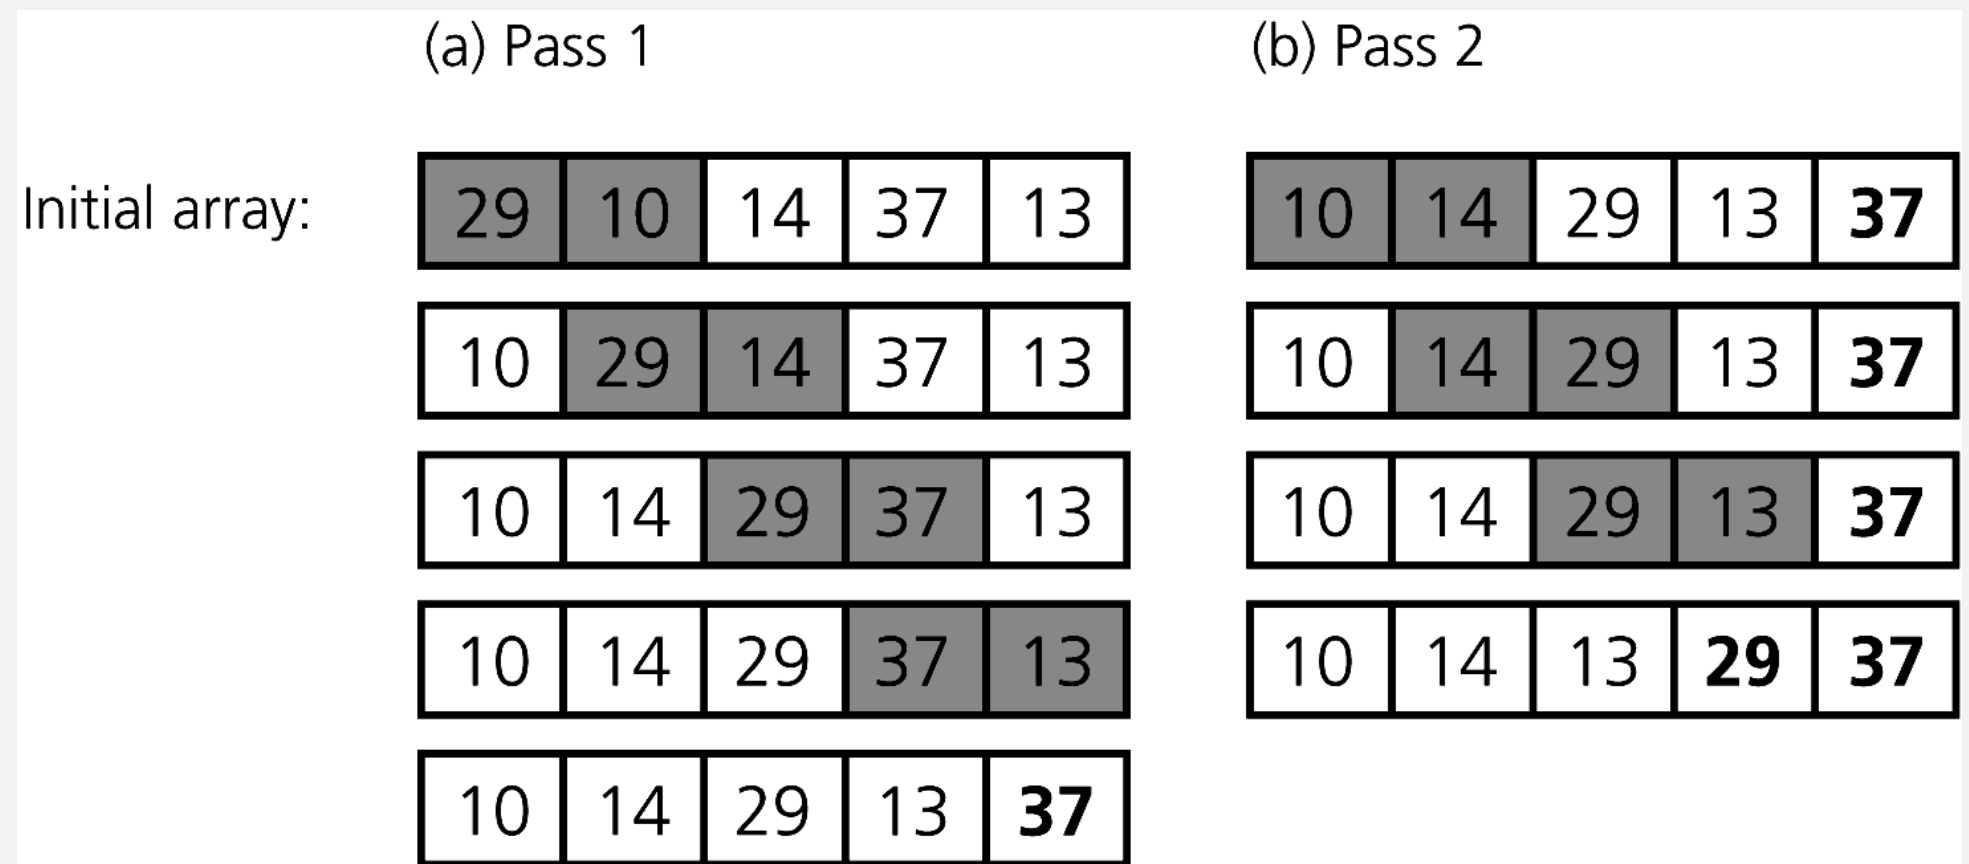 (a) Pass 1 (b) Pass 2
Initial array: 29 10 14 37 13 10 14 29 13 37
10 29 14 37 13 10 14 29 13 37
10 14 29 37 13 10 14 29 13 37
10 14 29 37 13 10 14 13 29 37
10 14 29 13 37